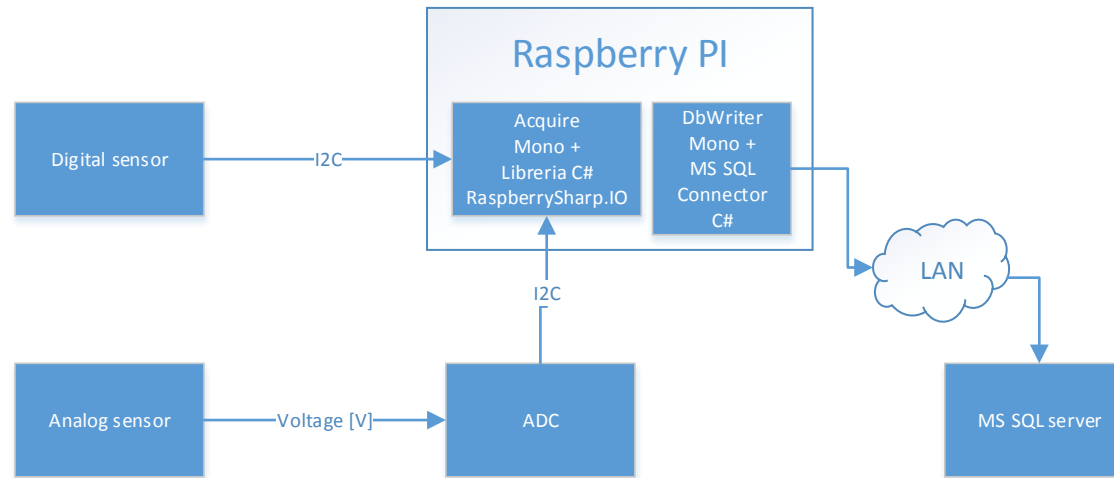 Raspberry PI
Digital sensor
I2C
Acquire
Mono +
Libreria C#
RaspberrySharp.IO
DbWriter
Mono +
MS SQL
Connector
C#
LAN
I2C
Analog sensor
Voltage [V]
ADC
MS SQL server